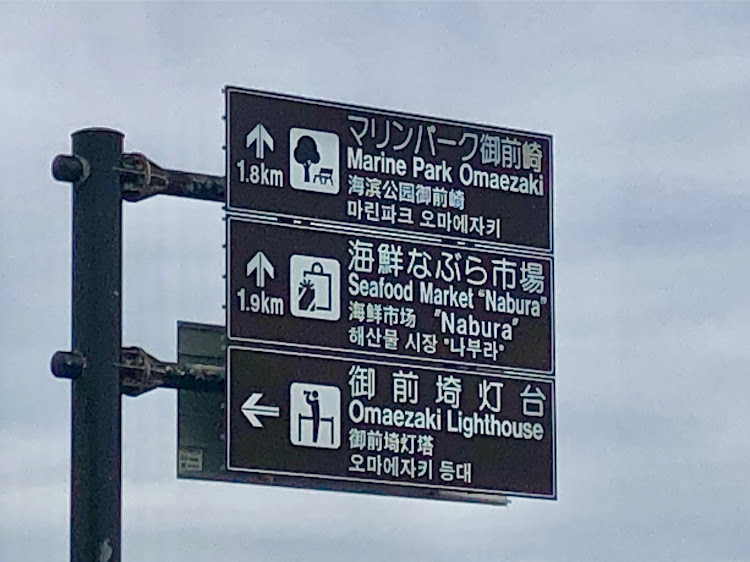 マリンパーク御前崎
Marine Park Omaezaki
海滨公园御前崎
마린파크 오마에자키
1.8km
海鮮なぶら市場
Seafood Market “Nabura”
海鲜市场 “Nabura”
해산물 시장 “나부라”
1.9km
御前埼灯台
Omaezaki Lighthouse
御前埼灯塔
오마에자키 등대